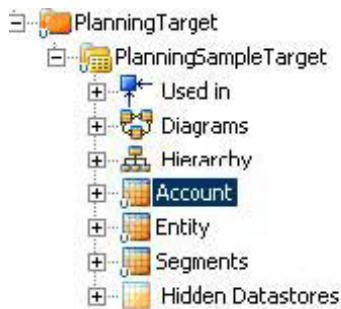 PlanningTarget
PlanningSampleTarget
Used in
Diagrams
Hierarchy
Account
Entity
Segments
Hidden Datastores